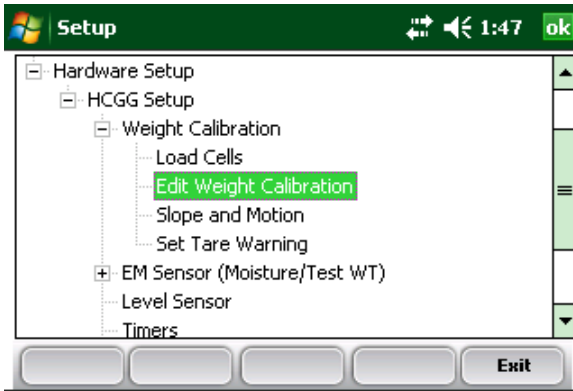 Setup 1:47 ok
Hardware Setup
HCGG Setup
Weight Calibration
Load Cells
Edit Weight Calibration
Slope and Motion
Set Tare Warning
EM Sensor (Moisture/Test WT)
Level Sensor
Timers
Exit